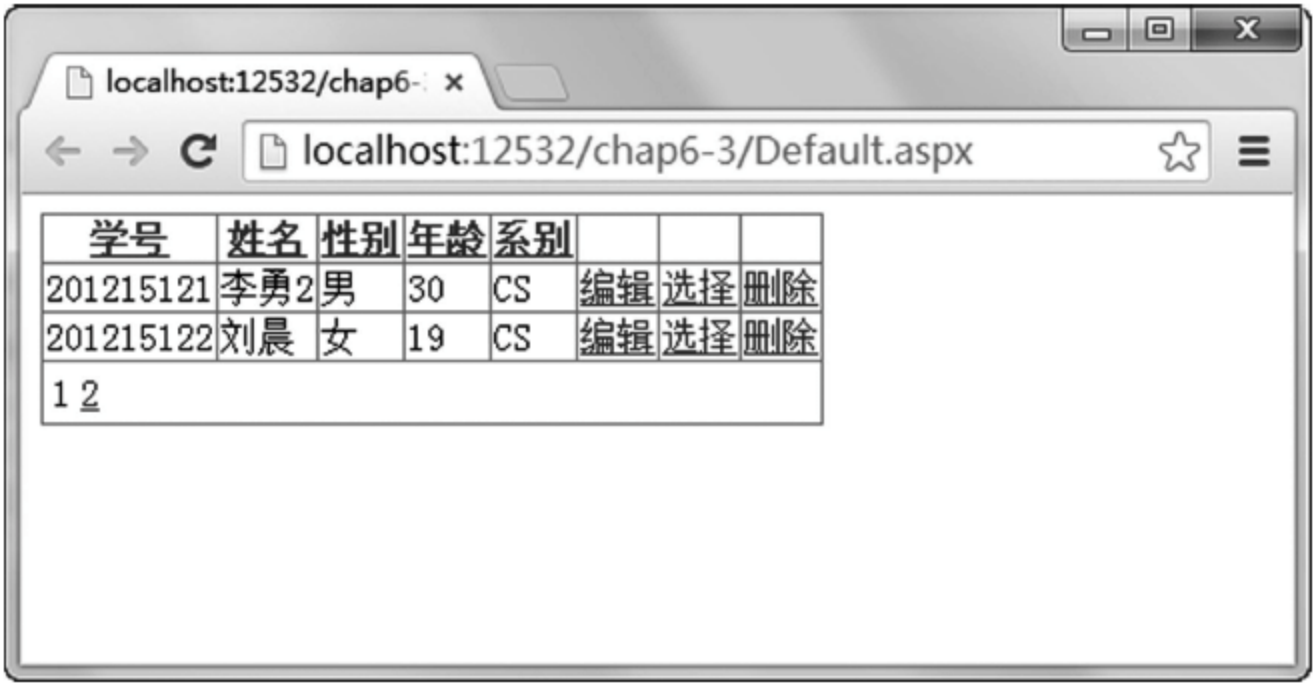 localhost:12532/chap6-
localhost:12532/chap6-3/Default.aspx
学号 姓名 性别 年龄 系别
201215121 李勇2 男 30 CS 编辑 选择 删除
201215122 刘晨 女 19 CS 编辑 选择 删除
1 2